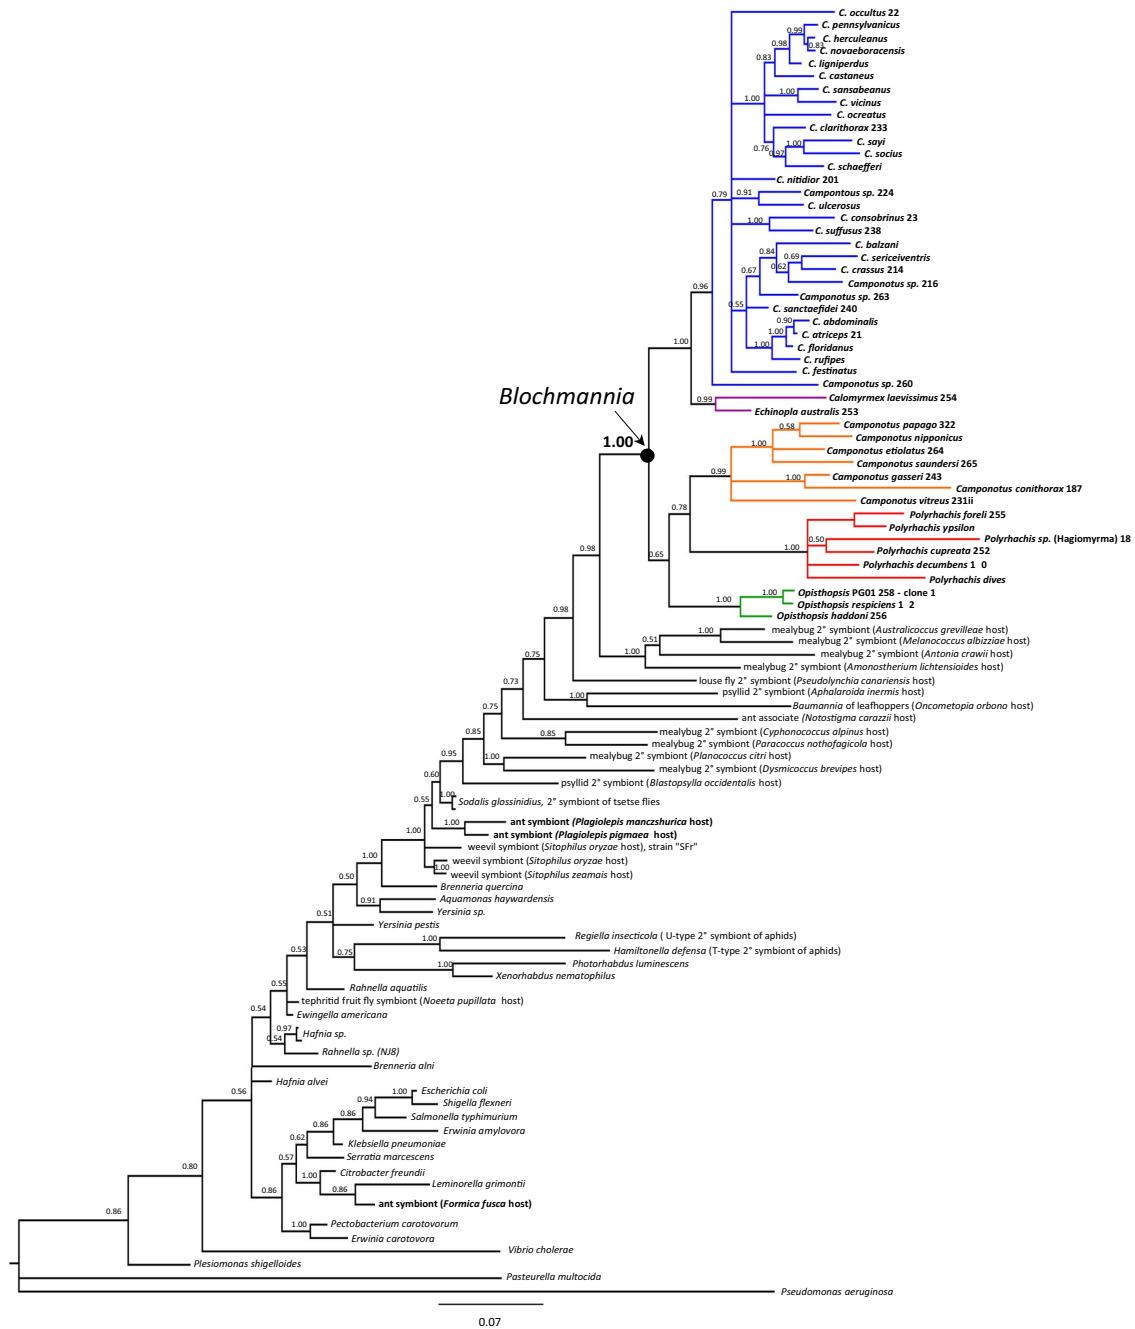 C. occultus 22
C. pennsylvanicus
0.99
C. herculeanus
0.83
0.98
C. novaeboracensis
0.83
C. ligniperdus
C. castaneus
C. sansabeanus
1.00
1.00
C. vicinus
C. ocreatus
C. clarithorax 233
C. sayi
1.00
0.76
0.97
C. socius
C. schaefferi
C. nitidior 201
0.79
0.91
Campontous sp. 224
C. ulcerosus
C. consobrinus 23
1.00
C. suffusus 238
C. balzani
0.84
0.69
C. sericeiventris
0.62
C. crassus 214
0.67
Camponotus sp. 216
0.96
Camponotus sp. 263
0.55
C. sanctaefidei 240
0.90
C. abdominalis
1.00
C. atriceps 21
1.00
1.00
C. floridanus
C. rufipes
C. festinatus
Camponotus sp. 260
Blochmannia
0.99
Calomyrmex laevissimus 254
Echinopla australis 253
0.58
Camponotus papago 322
1.00
1.00
Camponotus nipponicus
Camponotus etiolatus 264
Camponotus saundersi 265
0.99
1.00
Camponotus gasseri 243
Camponotus conithorax 187
Camponotus vitreus 231ii
0.78
Polyrhachis foreli 255
Polyrhachis ypsilon
0.50
Polyrhachis sp. (Hagiomyrma) 18
0.98
0.65
1.00
Polyrhachis cupreata 252
Polyrhachis decumbens 1 0
Polyrhachis dives
1.00
1.00
Opisthopsis PG01 258 - clone 1
Opisthopsis respiciens 1 2
0.98
Opisthopsis haddoni 256
1.00
mealybug 2° symbiont (Australicoccus grevilleae host)
0.51
mealybug 2° symbiont (Melanococcus albizziae host)
0.75
1.00
mealybug 2° symbiont (Antonia crawii host)
mealybug 2° symbiont (Amonostherium lichtensioides host)
0.73
louse fly 2° symbiont (Pseudolynchia canariensis host)
1.00
psyllid 2° symbiont (Aphalaroida inermis host)
Baumannia of leafhoppers (Oncometopia orbono host)
0.75
ant associate (Notostigma carazzii host)
0.85
0.85
mealybug 2° symbiont (Cyphonococcus alpinus host)
mealybug 2° symbiont (Paracoccus nothofagicola host)
0.95
1.00
mealybug 2° symbiont (Planococcus citri host)
mealybug 2° symbiont (Dysmicoccus brevipes host)
0.60
psyllid 2° symbiont (Blastopsylla occidentalis host)
0.55
1.00
Sodalis glossinidius, 2° symbiont of tsetse flies
1.00
1.00
ant symbiont (Plagiolepis manczshurica host)
ant symbiont (Plagiolepis pigmaea host)
weevil symbiont (Sitophilus oryzae host), strain "SFr"
1.00
1.00
weevil symbiont (Sitophilus oryzae host)
weevil symbiont (Sitophilus zeamais host)
0.50
Brenneria quercina
0.91
Aquamonas haywardensis
0.51
Yersinia sp.
Yersinia pestis
1.00
Regiella insecticola ( U-type 2° symbiont of aphids)
0.53
0.75
Hamiltonella defensa (T-type 2° symbiont of aphids)
1.00
Photorhabdus luminescens
Xenorhabdus nematophilus
0.55
Rahnella aquatilis
tephritid fruit fly symbiont (Noeeta pupillata host)
0.54
Ewingella americana
0.97
0.54
Hafnia sp.
Rahnella sp. (NJ8)
Brenneria alni
0.56
Hafnia alvei
1.00
Escherichia coli
0.94
Shigella flexneri
0.86
Salmonella typhimurium
0.86
Erwinia amylovora
0.62
Klebsiella pneumoniae
0.57
Serratia marcescens
0.80
1.00
Citrobacter freundii
0.86
0.86
Leminorella grimontii
ant symbiont (Formica fusca host)
0.86
1.00
Pectobacterium carotovorum
Erwinia carotovora
Vibrio cholerae
Plesiomonas shigelloides
Pasteurella multocida
Pseudomonas aeruginosa
0.07